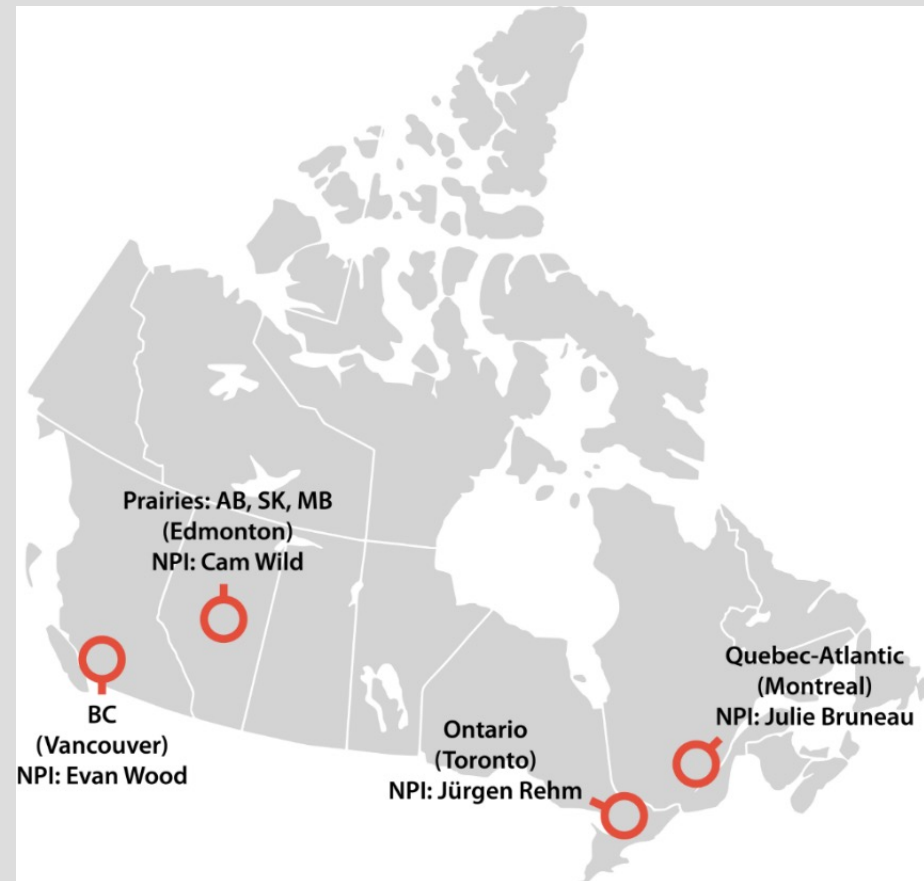 Prairies: AB, SK, MB
(Edmonton)
NPI: Cam Wild
BC
(Vancouver)
NPI: Evan Wood
Ontario
(Toronto)
NPI: Jürgen Rehm
Quebec-Atlantic
(Montreal)
NPI: Julie Bruneau